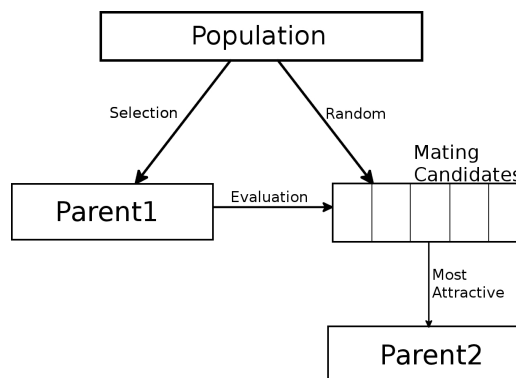 Population
Selection
Random
Mating
Candidates
Parent1
Evaluation
Most
Attractive
Parent2